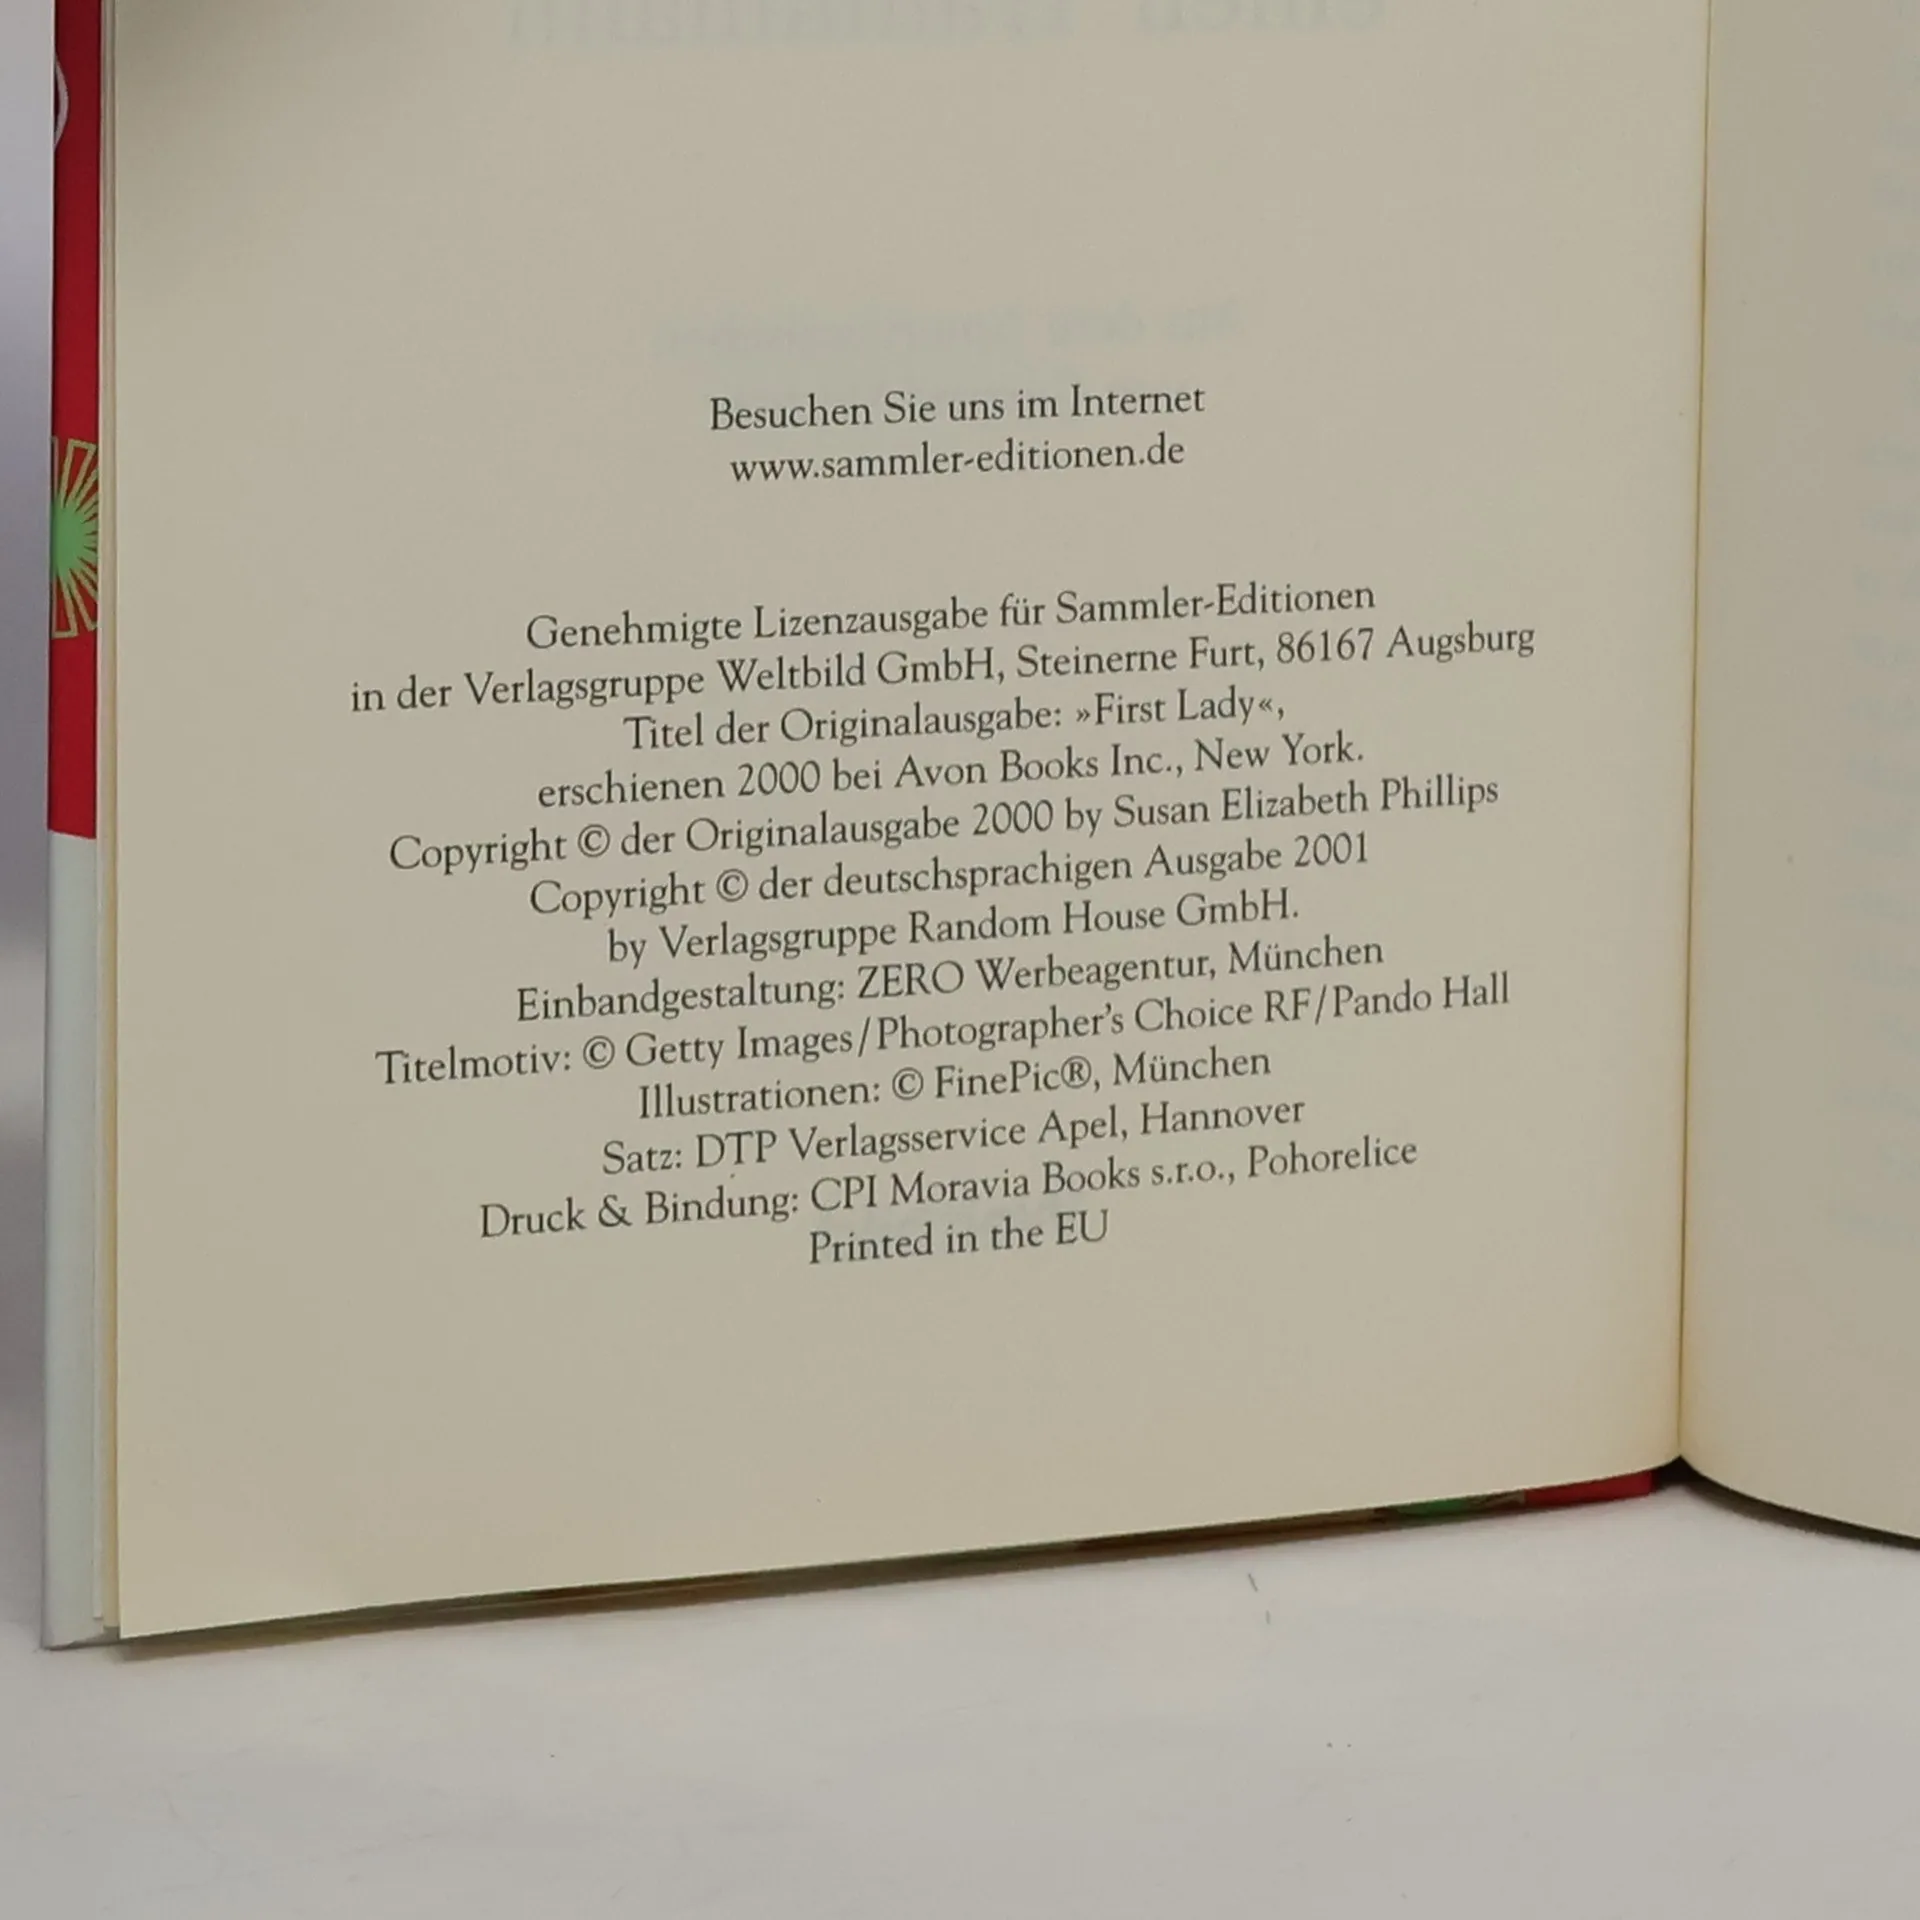 Besuchen Sie uns im Internet
www.sammler-editionen.de
Genehmigte Lizenzausgabe für Sammler-Editionen
in der Verlagsgruppe Weltbild GmbH, Steinerne Furt, 86167 Augsburg
Titel der Originalausgabe: »First Lady«,
erschienen 2000 bei Avon Books Inc., New York.
Copyright © der Originalausgabe 2000 by Susan Elizabeth Phillips
Copyright © der deutschsprachigen Ausgabe 2001
by Verlagsgruppe Random House GmbH.
Einbandgestaltung: ZERO Werbeagentur, München
Titelmotiv: © Getty Images/Photographer's Choice RF/Pando Hall
Illustrationen: © FinePic®, München
Satz: DTP Verlagsservice Apel, Hannover
Druck & Bindung: CPI Moravia Books s.r.o., Pohorelice
Printed in the EU